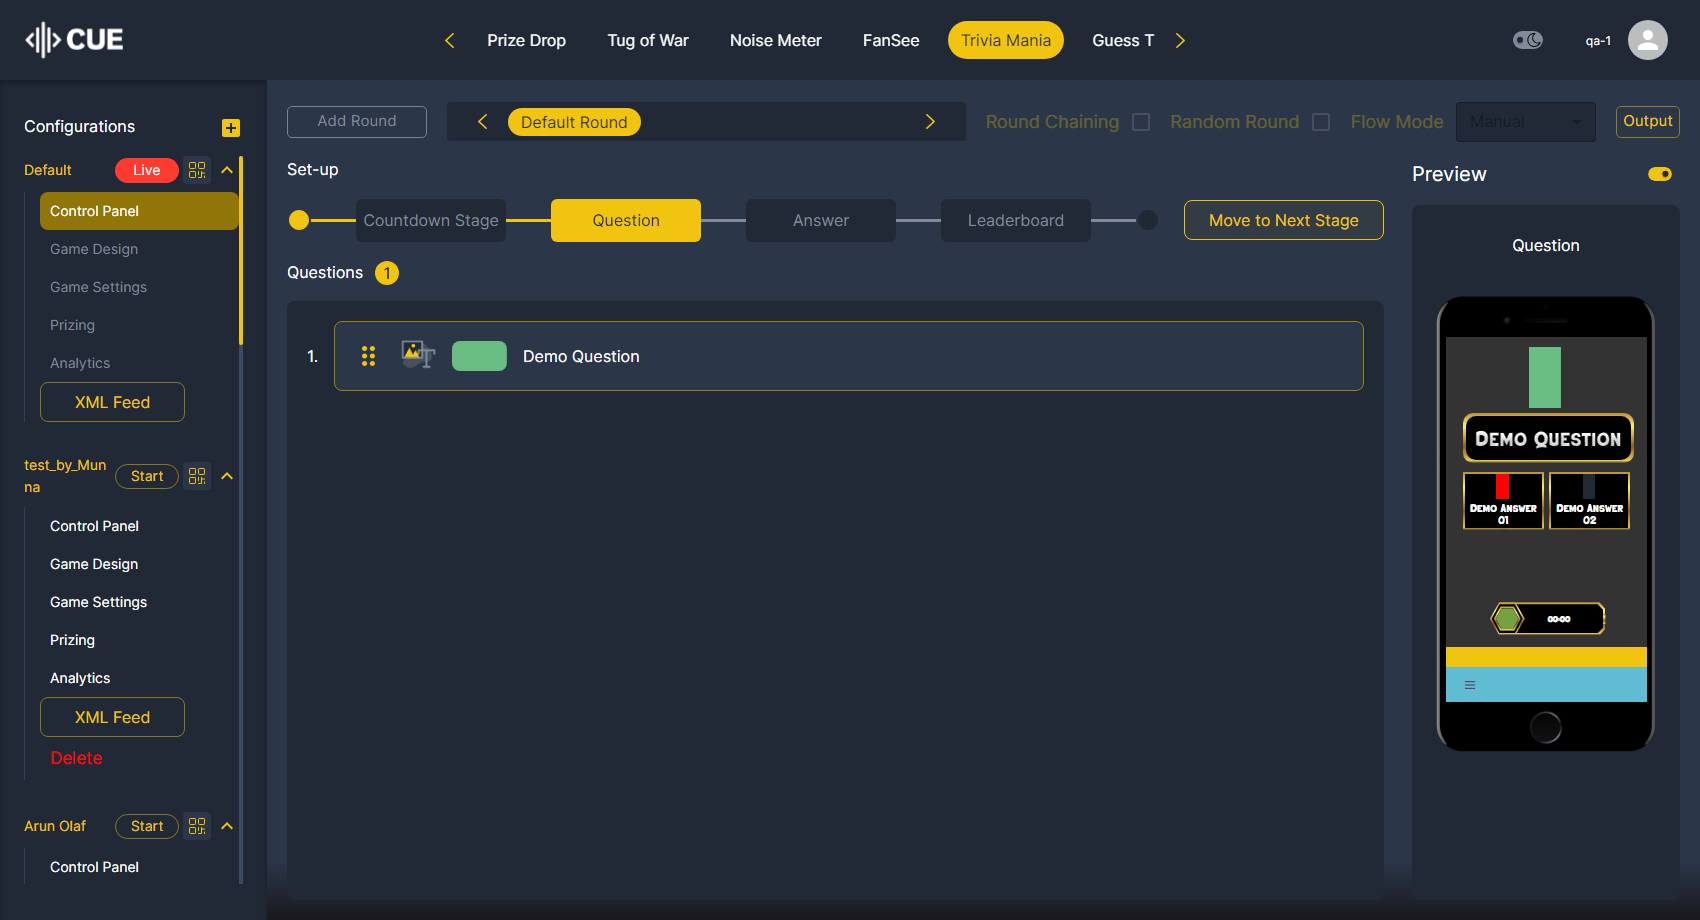 CUE
Prize Drop
Tug of War
Noise Meter
FanSee
Trivia Mania
Guess T
qa-1
Configurations
Default
Live
Control Panel
Game Design
Game Settings
Prizing
Analytics
XML Feed
test_by_Mun
na
Start
Control Panel
Game Design
Game Settings
Prizing
Analytics
XML Feed
Delete
Arun Olaf
Start
Control Panel
Add Round
Default Round
Round Chaining
Random Round
Flow Mode
Manual
Output
Set-up
Countdown Stage
Question
Answer
Leaderboard
Move to Next Stage
Questions
1
1.
Demo Question
Preview
Question
Demo Question
Demo Answer
01
Demo Answer
02
00:00